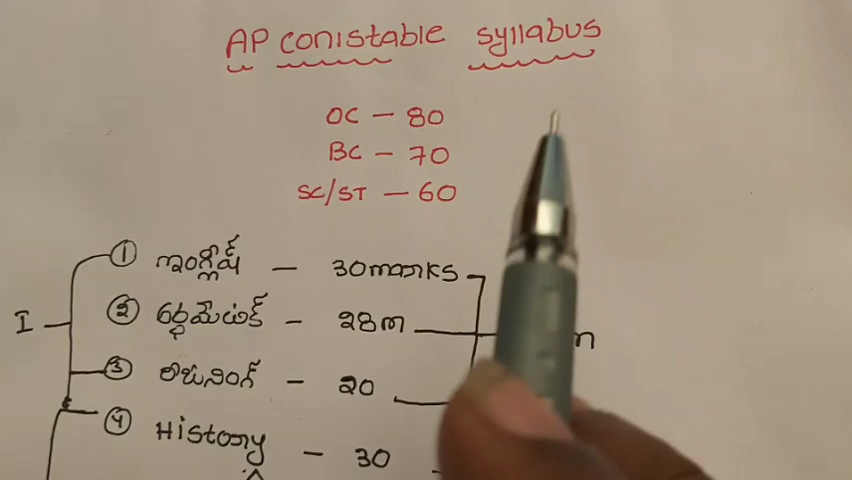 AP conistable syllabus
OC - 80
BC - 70
SC/ST - 60
① ఇంగ్లీష్ - 30marks
I ② అర్థమెటిక్ - 28m
③ రీజనింగ్ - 20
④ History - 30